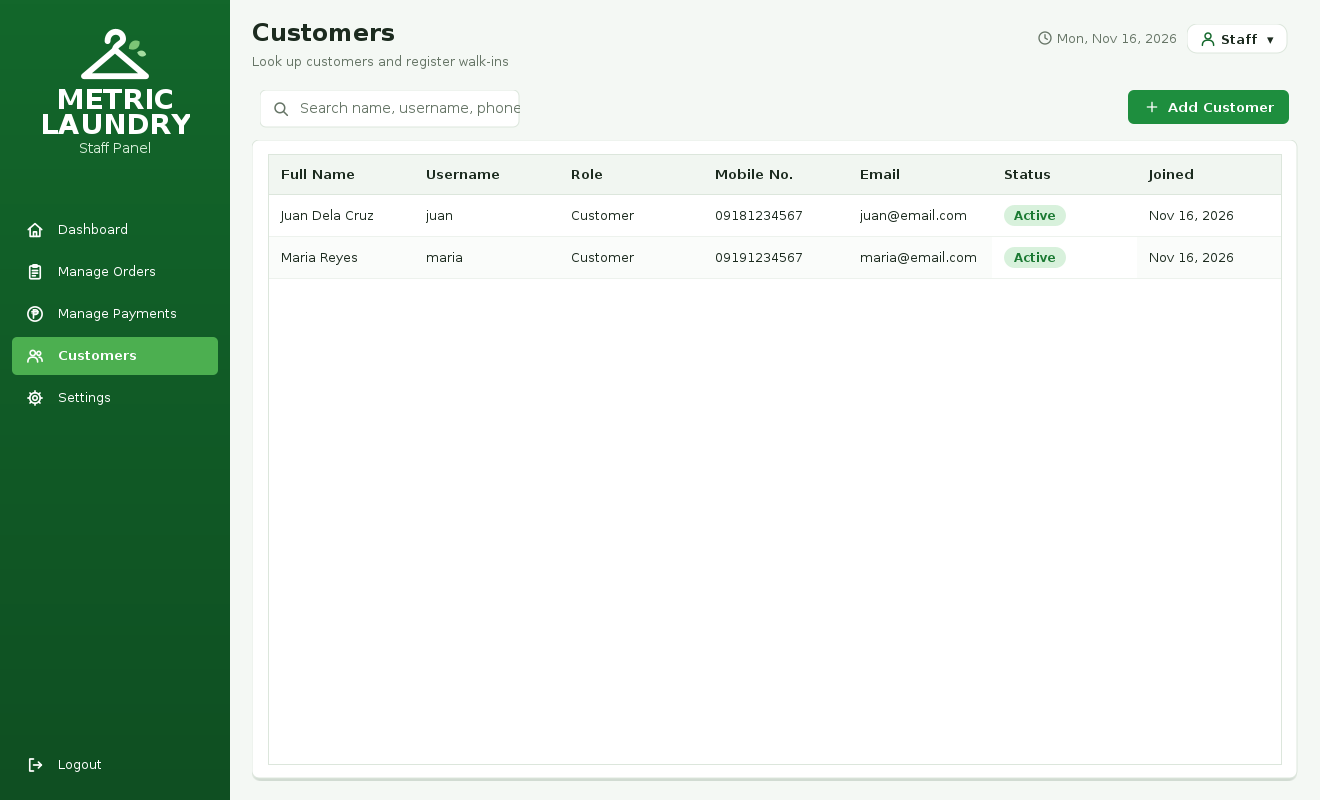 METRIC
LAUNDRY
Staff Panel
Dashboard
Manage Orders
Manage Payments
Customers
Settings
Logout
Customers
Look up customers and register walk-ins
Mon, Nov 16, 2026
Staff ▾
Search name, username, phone
Add Customer
Full Name Username Role Mobile No. Email Status Joined
Juan Dela Cruz juan Customer 09181234567 juan@email.com Active Nov 16, 2026
Maria Reyes maria Customer 09191234567 maria@email.com Active Nov 16, 2026